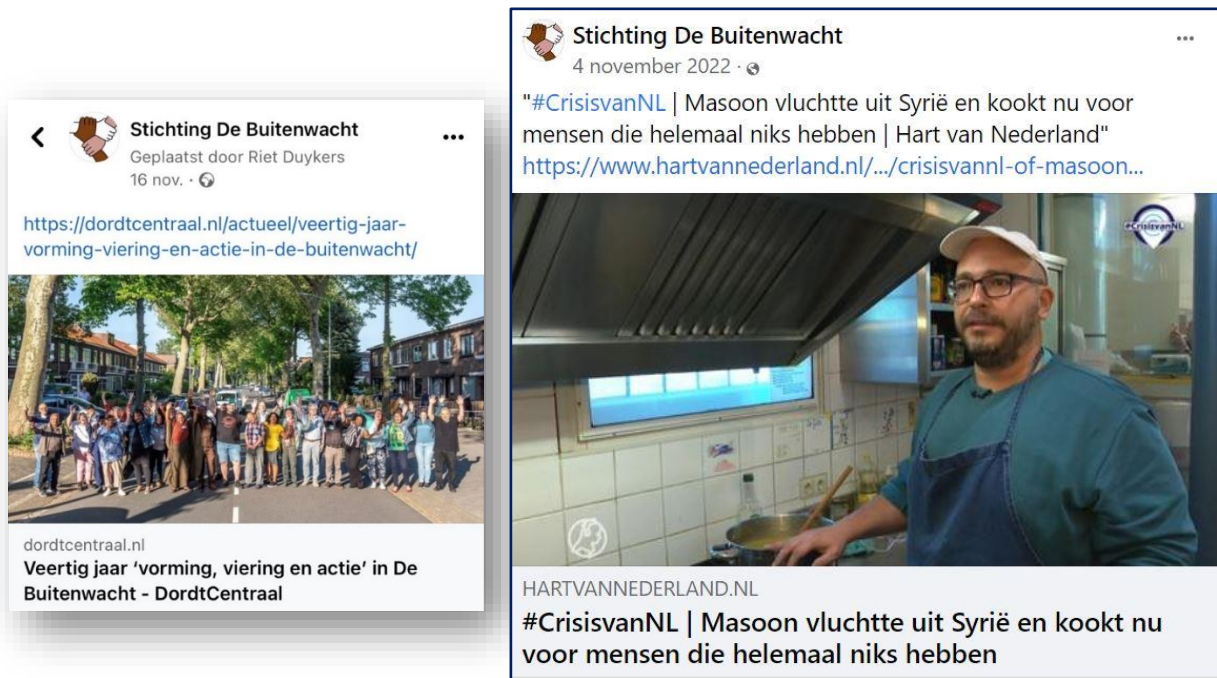 Stichting De Buitenwacht
Geplaatst door Riet Duykers
16 nov. ·
https://dordtcentraal.nl/actueel/veertig-jaar-
vorming-viering-en-actie-in-de-buitenwacht/
dordtcentraal.nl
Veertig jaar ‘vorming, viering en actie’ in De
Buitenwacht - DordtCentraal
Stichting De Buitenwacht
4 november 2022 ·
"#CrisisvanNL | Masoon vluchtte uit Syrië en kookt nu voor
mensen die helemaal niks hebben | Hart van Nederland"
https://www.hartvannederland.nl/.../crisisvannl-of-masoon...
#CrisisvanNL
HARTVANNEDERLAND.NL
#CrisisvanNL | Masoon vluchtte uit Syrië en kookt nu
voor mensen die helemaal niks hebben